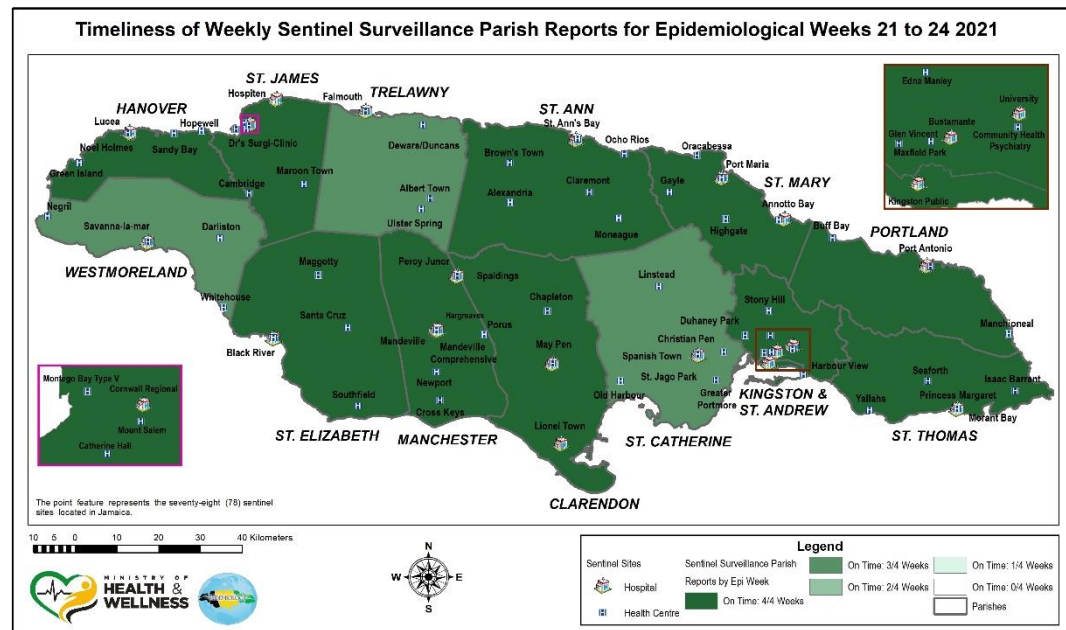 Timeliness of Weekly Sentinel Surveillance Parish Reports for Epidemiological Weeks 21 to 24 2021
ST. JAMES
Hospiten
Falmouth
TRELAWNY
HANOVER
Lucea
Hopewell
Noel Holmes
Sandy Bay
Green Island
Dr's Surgi-Clinic
Cambridge
Maroon Town
Dewars/Duncans
Albert Town
Ulster Spring
ST. ANN
St. Ann's Bay
Ocho Rios
Brown's Town
Alexandria
Claremont
Moneague
Oracabessa
Port Maria
Gayle
ST. MARY
Annotto Bay
Highgate
Buff Bay
PORTLAND
Port Antonio
Manchioneal
Edna Manley
University
Bustamante
Glen Vincent
Community Health
Psychiatry
Maxfield Park
Kingston Public
Negril
Savanna-la-mar
Darliston
WESTMORELAND
Whitehouse
Maggotty
Santa Cruz
Black River
Southfield
ST. ELIZABETH
Percy Junor
Spaldings
Hargreaves
Porus
Mandeville
Mandeville
Comprehensive
Newport
Cross Keys
MANCHESTER
Chapleton
May Pen
Lionel Town
CLARENDON
Linstead
Christian Pen
Spanish Town
St. Jago Park
Old Harbour
Greater
Portmore
ST. CATHERINE
Stony Hill
Duhaney Park
Harbour View
KINGSTON &
ST. ANDREW
Seaforth
Isaac Barrant
Princess Margaret
Yallahs
Morant Bay
ST. THOMAS
Montego Bay Type V
Cornwall Regional
Mount Salem
Catherine Hall
The point feature represents the seventy-eight (78) sentinel
sites located in Jamaica.
10 5 0 10 20 30 40 Kilometers
MINISTRY OF
HEALTH &
WELLNESS
N
W E
S
Legend
Sentinel Sites
Hospital
Health Centre
Sentinel Surveillance Parish
Reports by Epi Week
On Time: 4/4 Weeks
On Time: 3/4 Weeks
On Time: 2/4 Weeks
On Time: 1/4 Weeks
On Time: 0/4 Weeks
Parishes